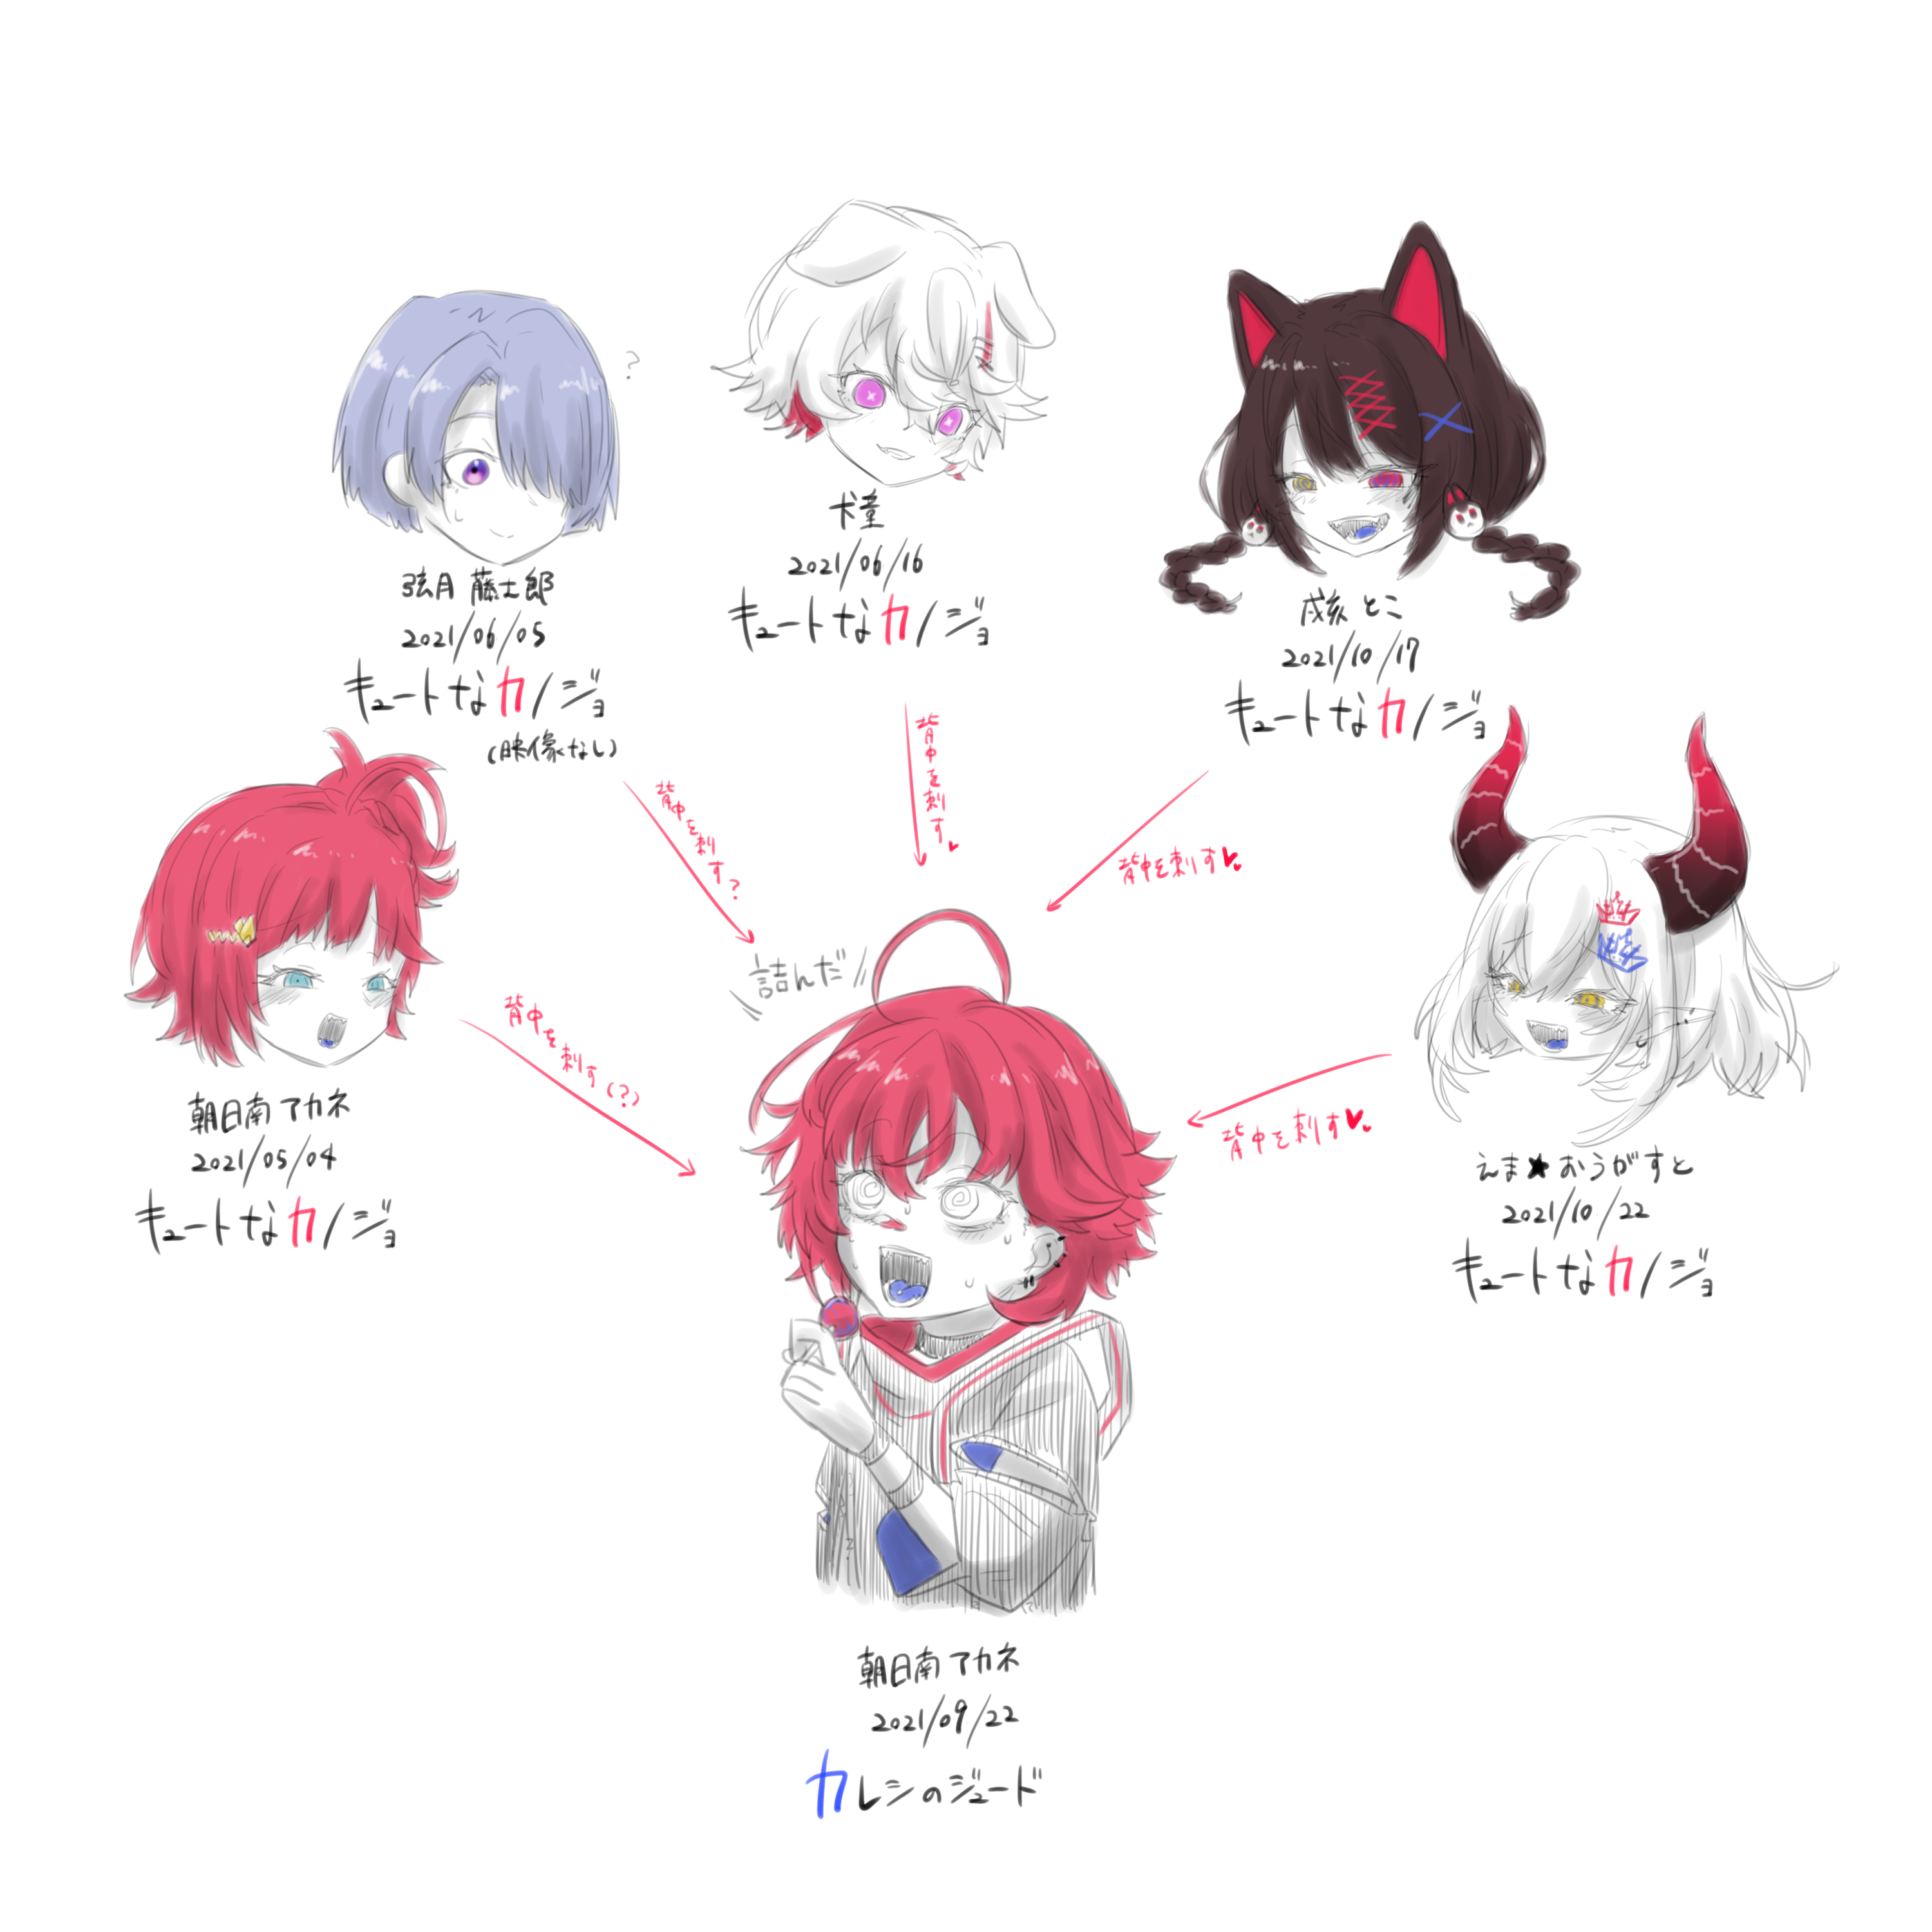 ?
弦月 藤士郎
2021/06/05
キュートなカノジョ
(映像なし)
犬童
2021/06/16
キュートなカノジョ
戌亥 とこ
2021/10/17
キュートなカノジョ
背中を刺す?
背中を刺す♥
背中を刺す♥
朝日南アカネ
2021/05/04
キュートなカノジョ
背中を刺す(?)
詰んだ
背中を刺す♥
えま★おうがすと
2021/10/22
キュートなカノジョ
朝日南アカネ
2021/09/22
カレシのジュード